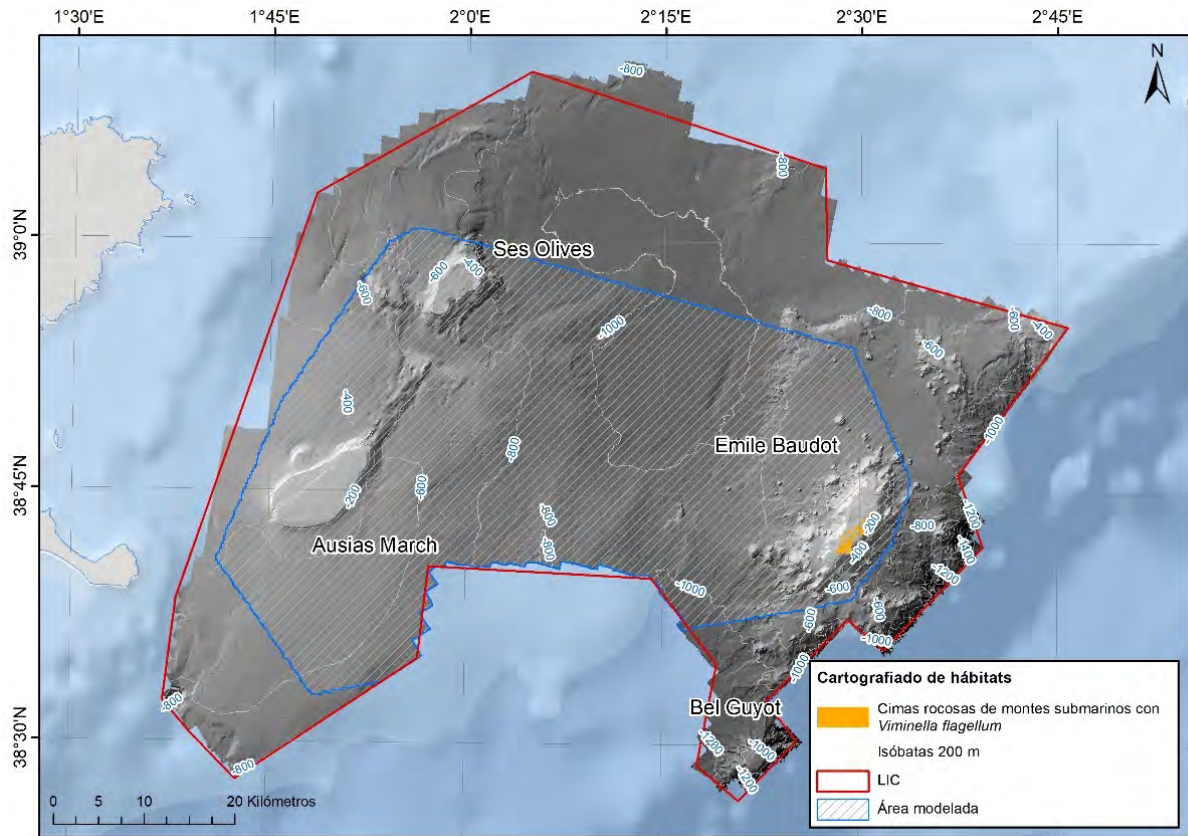 1°30'E 1°45'E 2°0'E 2°15'E 2°30'E 2°45'E
N
39°0'N
38°45'N
38°30'N
-800
-800
-800
Ses Olives
-400
-600
-600
-1000
-800
-600
-400
-600
-400
-1000
Emile Baudot
-800
-200
-600
-200
-1200
-800
-600
-800
-400
-1400
Ausias March
-1000
-600
-1200
-600
-600
-1000
-1000
Bel Guyot
-800
-1200
-1000
-1200
-800
0 5 10 20 Kilómetros
Cartografiado de hábitats
Cimas rocosas de montes submarinos con
Viminella flagellum
Isóbatas 200 m
LIC
Área modelada